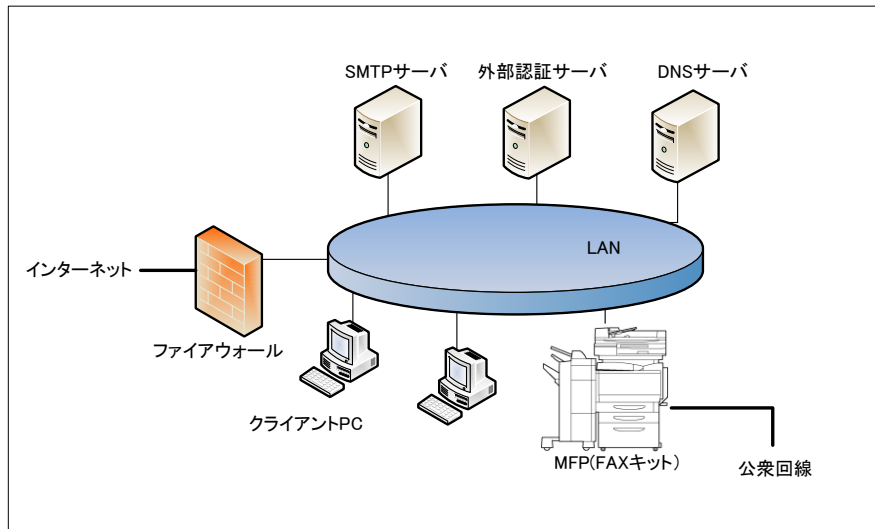 SMTPサーバ
外部認証サーバ
DNSサーバ
LAN
インターネット
ファイアウォール
クライアントPC
MFP(FAXキット)
公衆回線